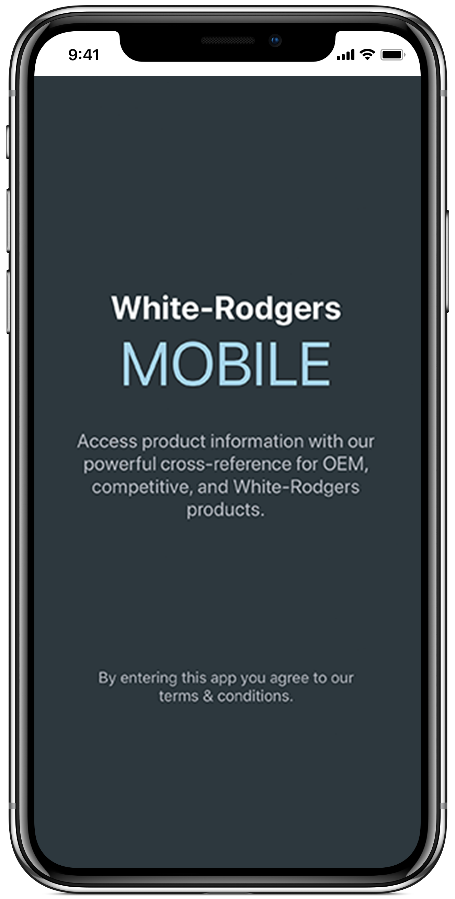 9:41
White-Rodgers
MOBILE
Access product information with our
powerful cross-reference for OEM,
competitive, and White-Rodgers
products.
By entering this app you agree to our
terms & conditions.